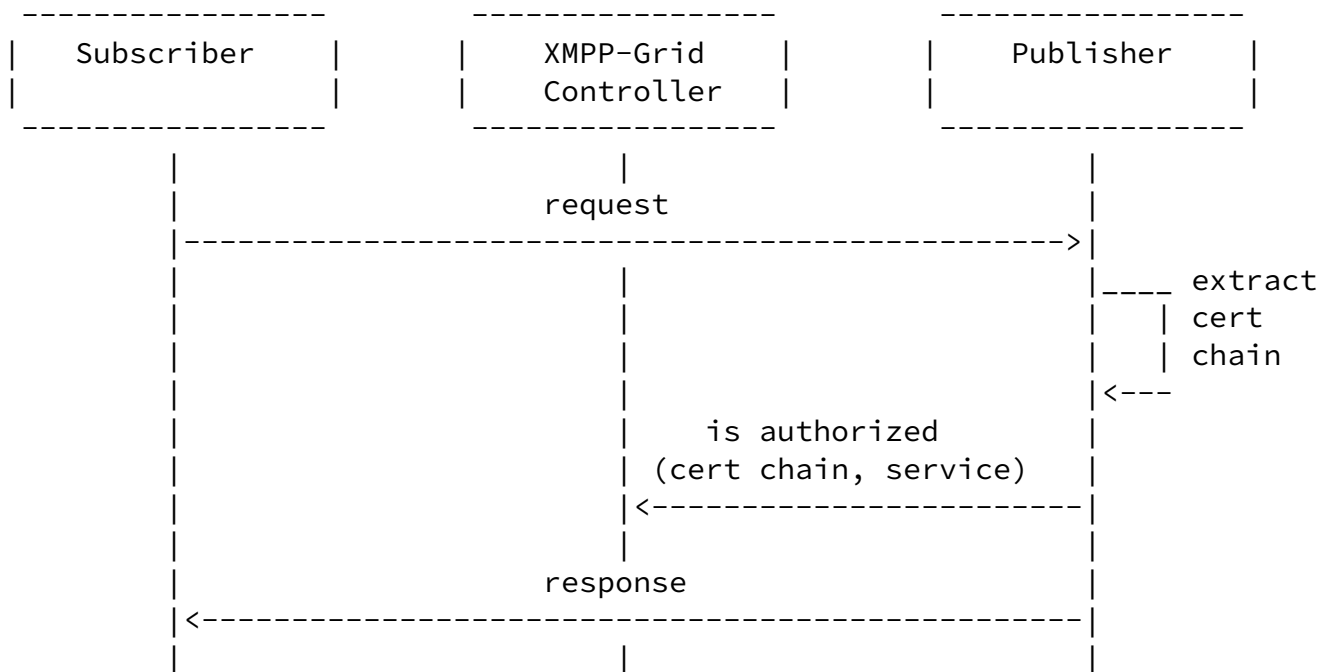 Subscriber
XMPP-Grid
Controller
Publisher
request
extract
cert
chain
is authorized
(cert chain, service)
response